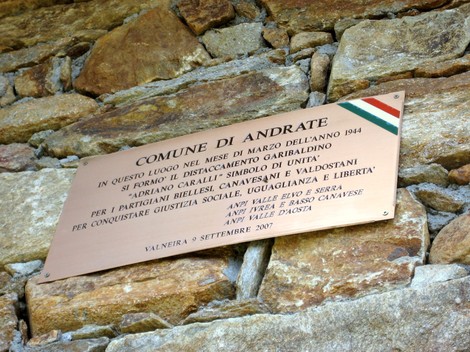 COMUNE DI ANDRATE
IN QUESTO LUOGO NEL MESE DI MARZO DELL'ANNO 1944
SI FORMO' IL DISTACCAMENTO GARIBALDINO
ADRIANO CARALLI SIMBOLO DI UNITA'
PER I PARTIGIANI BIELLESI, CANAVESANI E VALDOSTANI
PER CONQUISTARE GIUSTIZIA SOCIALE, UGUAGLIANZA E LIBERTA'
ANPI VALLE ELVO E SERRA
ANPI IVREA E BASSO CANAVESE
ANPI VALLE D'AOSTA
VALNEIRA 9 SETTEMBRE 2007